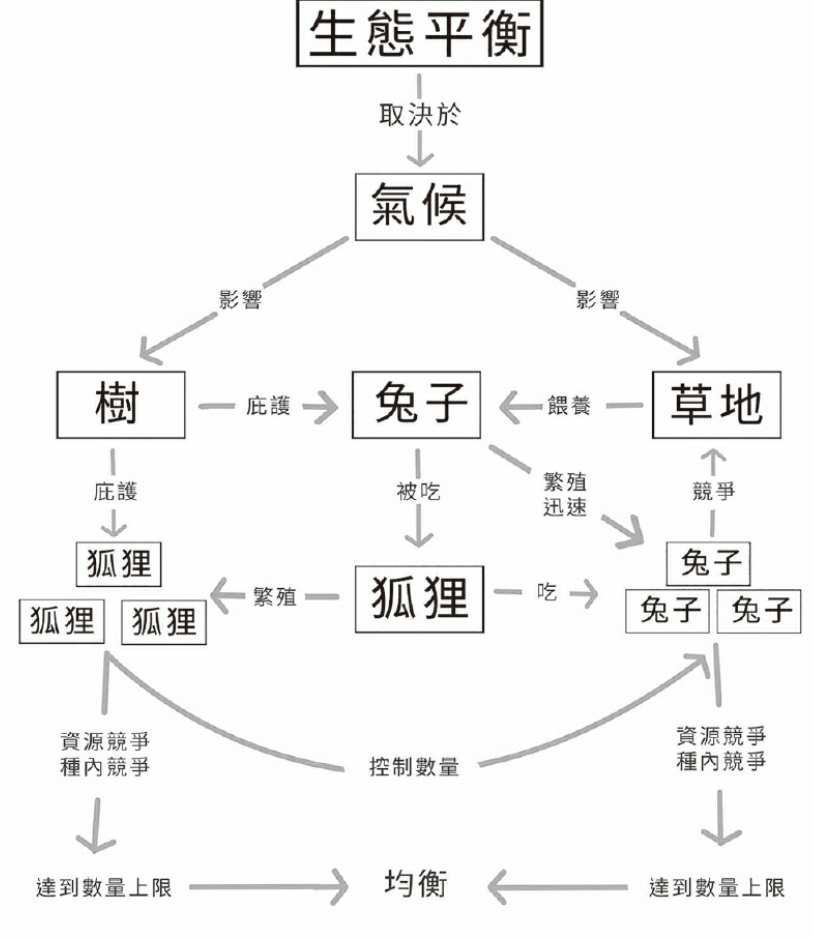 生態平衡
取決於
氣候
影響
影響
樹
庇護
兔子
餵養
草地
庇護
被吃
繁殖
迅速
競爭
狐狸
狐狸
狐狸
繁殖
狐狸
吃
兔子
兔子
兔子
資源競爭
種內競爭
控制數量
資源競爭
種內競爭
達到數量上限
均衡
達到數量上限